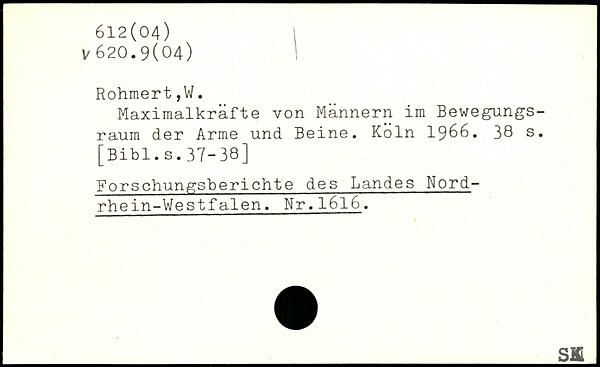 612(04)
v 620.9(04)
Rohmert,W.
Maximalkräfte von Männern im Bewegungs-
raum der Arme und Beine. Köln 1966. 38 s.
[Bibl.s.37-38]
Forschungsberichte des Landes Nord-
rhein-Westfalen. Nr.1616.